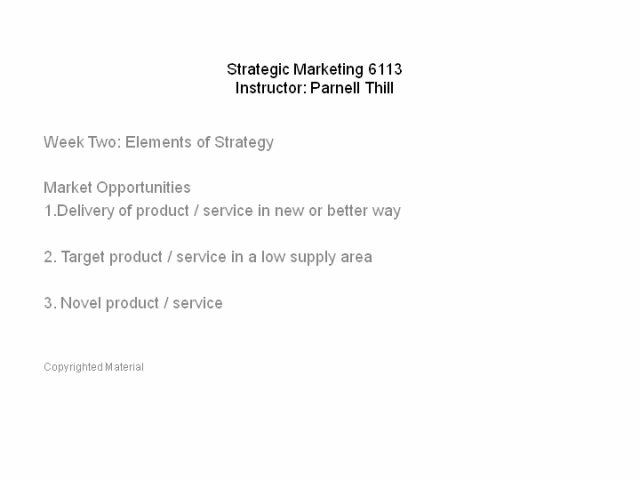 Strategic Marketing 6113
Instructor: Parnell Thill
Week Two: Elements of Strategy
Market Opportunities
1.Delivery of product / service in new or better way
2. Target product / service in a low supply area
3. Novel product / service
Copyrighted Material